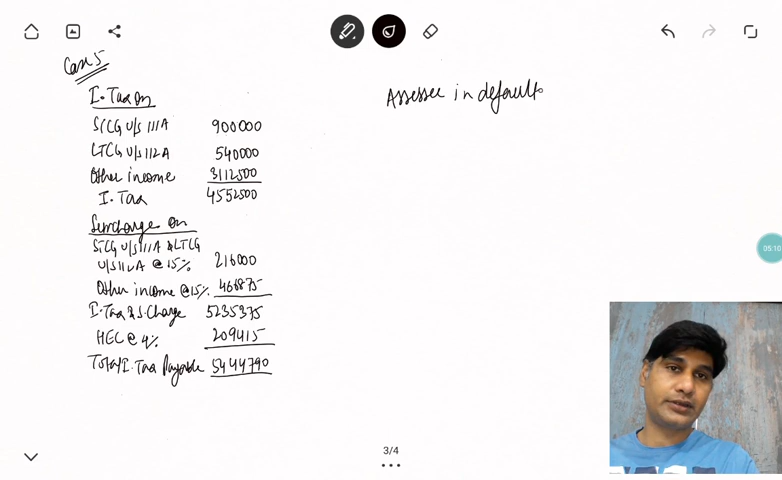 Case 5
I. Tax on
STCG U/s 111A 900000
LTCG U/s 112A 540000
Other income 3112500
I. Tax 4552500
Surcharge on
STCG U/s 111A & LTCG
U/s 112A @ 15% 216000
Other income @ 15% 466875
I. Tax & S. Charge 5235375
HEC @ 4% 209415
Total I. Tax Payable 5444790
Assessee in default
3/4
05:10